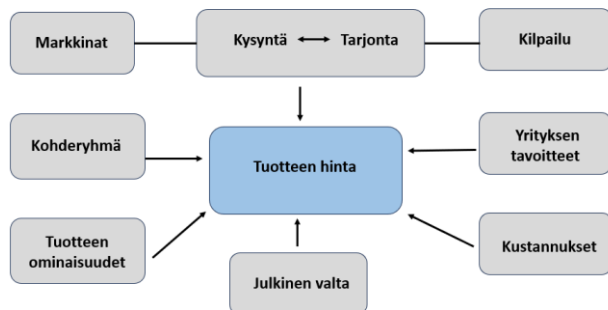 Markkinat
Kysyntä
Tarjonta
Kilpailu
Kohderyhmä
Tuotteen hinta
Yrityksen
tavoitteet
Tuotteen
ominaisuudet
Julkinen valta
Kustannukset